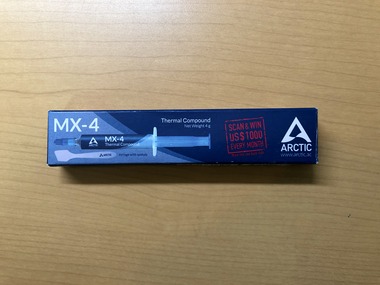 MX-4
Thermal Compound
Net Weight 4 g
MX-4
Thermal Compound
ARCTIC
SCAN & WIN
US$1000
EVERY MONTH
ARCTIC
www.arctic.ac